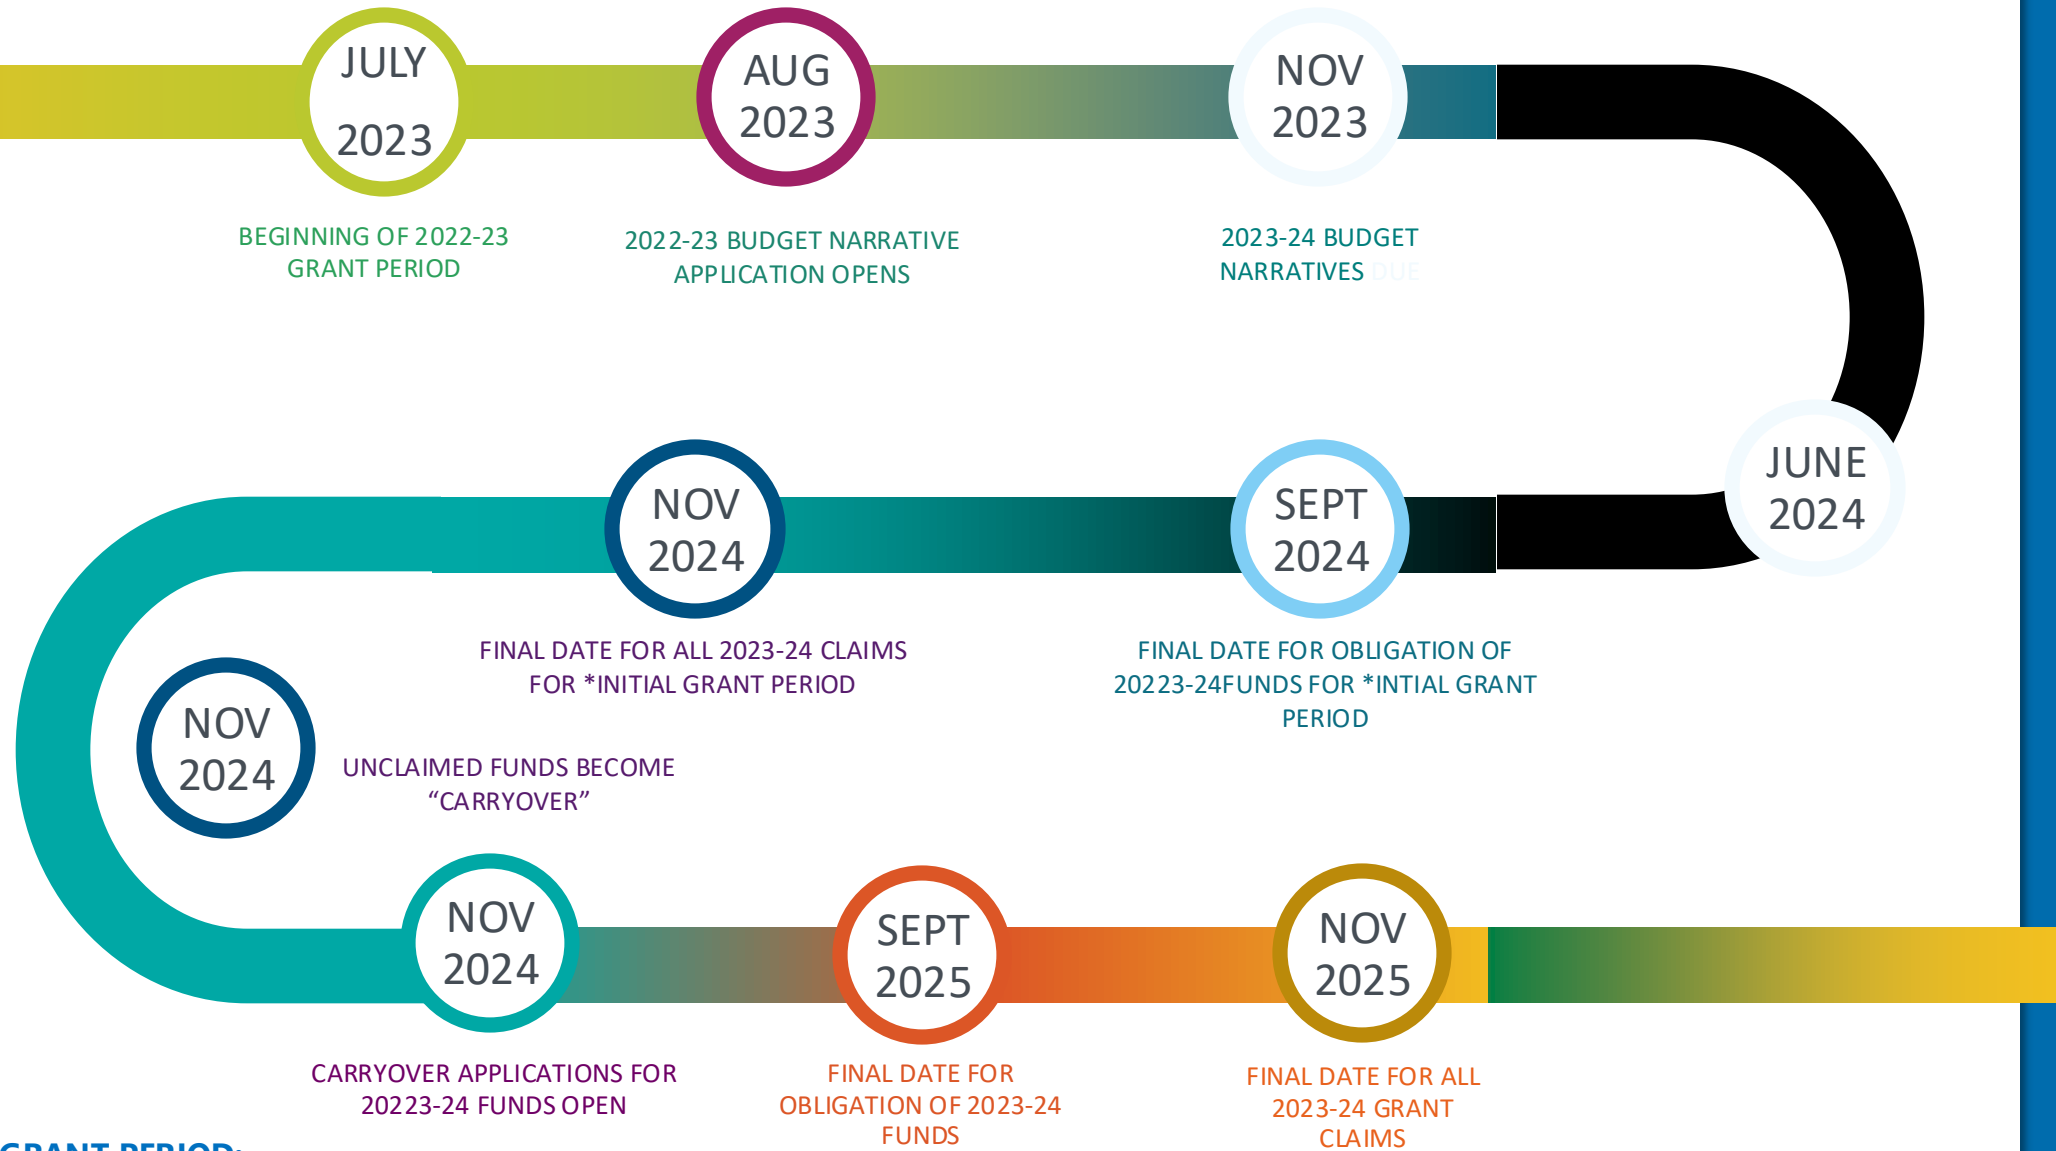 JULY
2023
BEGINNING OF 2022-23
GRANT PERIOD
AUG
2023
2022-23 BUDGET NARRATIVE
APPLICATION OPENS
NOV
2023
2023-24 BUDGET
NARRATIVES DUE
JUNE
2024
SEPT
2024
FINAL DATE FOR OBLIGATION OF
20223-24FUNDS FOR *INTIAL GRANT
PERIOD
NOV
2024
FINAL DATE FOR ALL 2023-24 CLAIMS
FOR *INITIAL GRANT PERIOD
NOV
2024
UNCLAIMED FUNDS BECOME
“CARRYOVER”
NOV
2024
CARRYOVER APPLICATIONS FOR
20223-24 FUNDS OPEN
SEPT
2025
FINAL DATE FOR
OBLIGATION OF 2023-24
FUNDS
NOV
2025
FINAL DATE FOR ALL
2023-24 GRANT
CLAIMS
GRANT PERIOD: